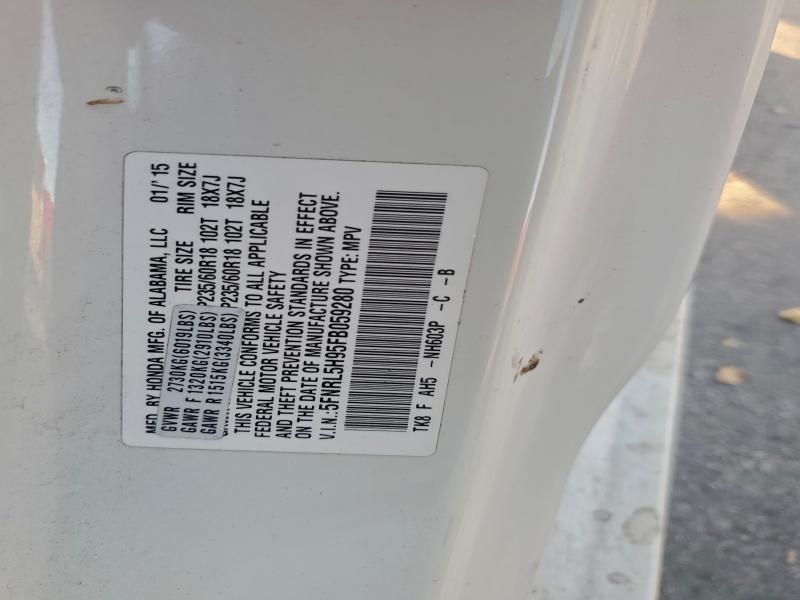 MFD. BY HONDA MFG. OF ALABAMA, LLC 01/'15
GVWR 2730KG(6019LBS) TIRE SIZE RIM SIZE
GAWR F 1320KG(2910LBS) P235/60R18 102T 18X7J
GAWR R 1515KG(3340LBS) P235/60R18 102T 18X7J
THIS VEHICLE CONFORMS TO ALL APPLICABLE
FEDERAL MOTOR VEHICLE SAFETY
AND THEFT PREVENTION STANDARDS IN EFFECT
ON THE DATE OF MANUFACTURE SHOWN ABOVE.
V.I.N.:5FNRL5H95FB059280 TYPE: MPV
TK8 F AH5 -NH603P -C -B